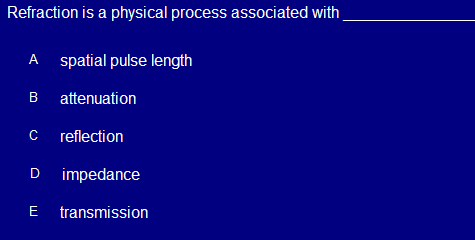 Refraction is a physical process associated with _______________
A spatial pulse length
B attenuation
C reflection
D impedance
E transmission